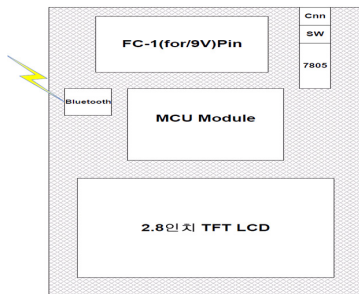 Cnn
SW
FC-1(for/9V)Pin
7805
Bluetooth
MCU Module
2.8인치 TFT LCD